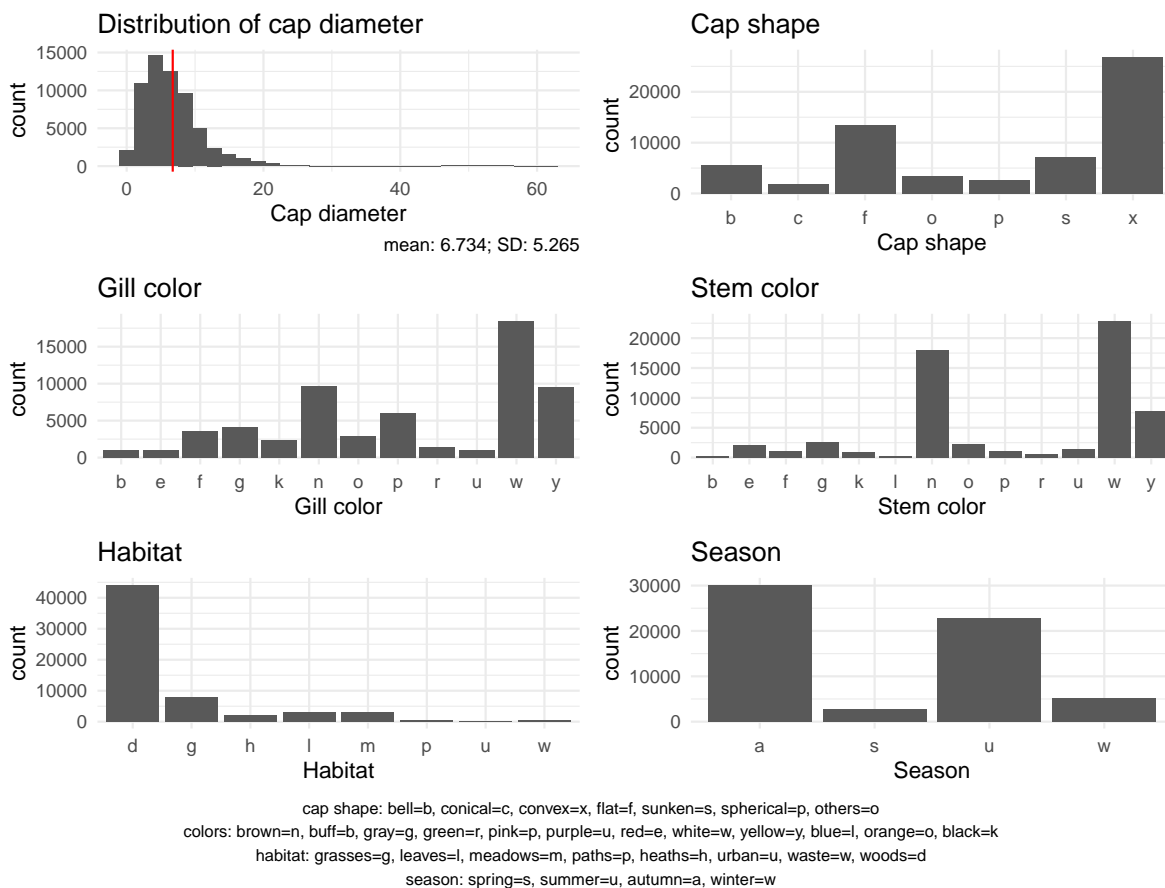 Distribution of cap diameter
15000
10000
5000
0
count
0 20 40 60
Cap diameter
mean: 6.734; SD: 5.265
Cap shape
20000
10000
0
count
b c f o p s x
Cap shape
Gill color
15000
10000
5000
0
count
b e f g k n o p r u w y
Gill color
Stem color
20000
15000
10000
5000
0
count
b e f g k l n o p r u w y
Stem color
Habitat
40000
30000
20000
10000
0
count
d g h l m p u w
Habitat
Season
30000
20000
10000
0
count
a s u w
Season
cap shape: bell=b, conical=c, convex=x, flat=f, sunken=s, spherical=p, others=o
colors: brown=n, buff=b, gray=g, green=r, pink=p, purple=u, red=e, white=w, yellow=y, blue=l, orange=o, black=k
habitat: grasses=g, leaves=l, meadows=m, paths=p, heaths=h, urban=u, waste=w, woods=d
season: spring=s, summer=u, autumn=a, winter=w